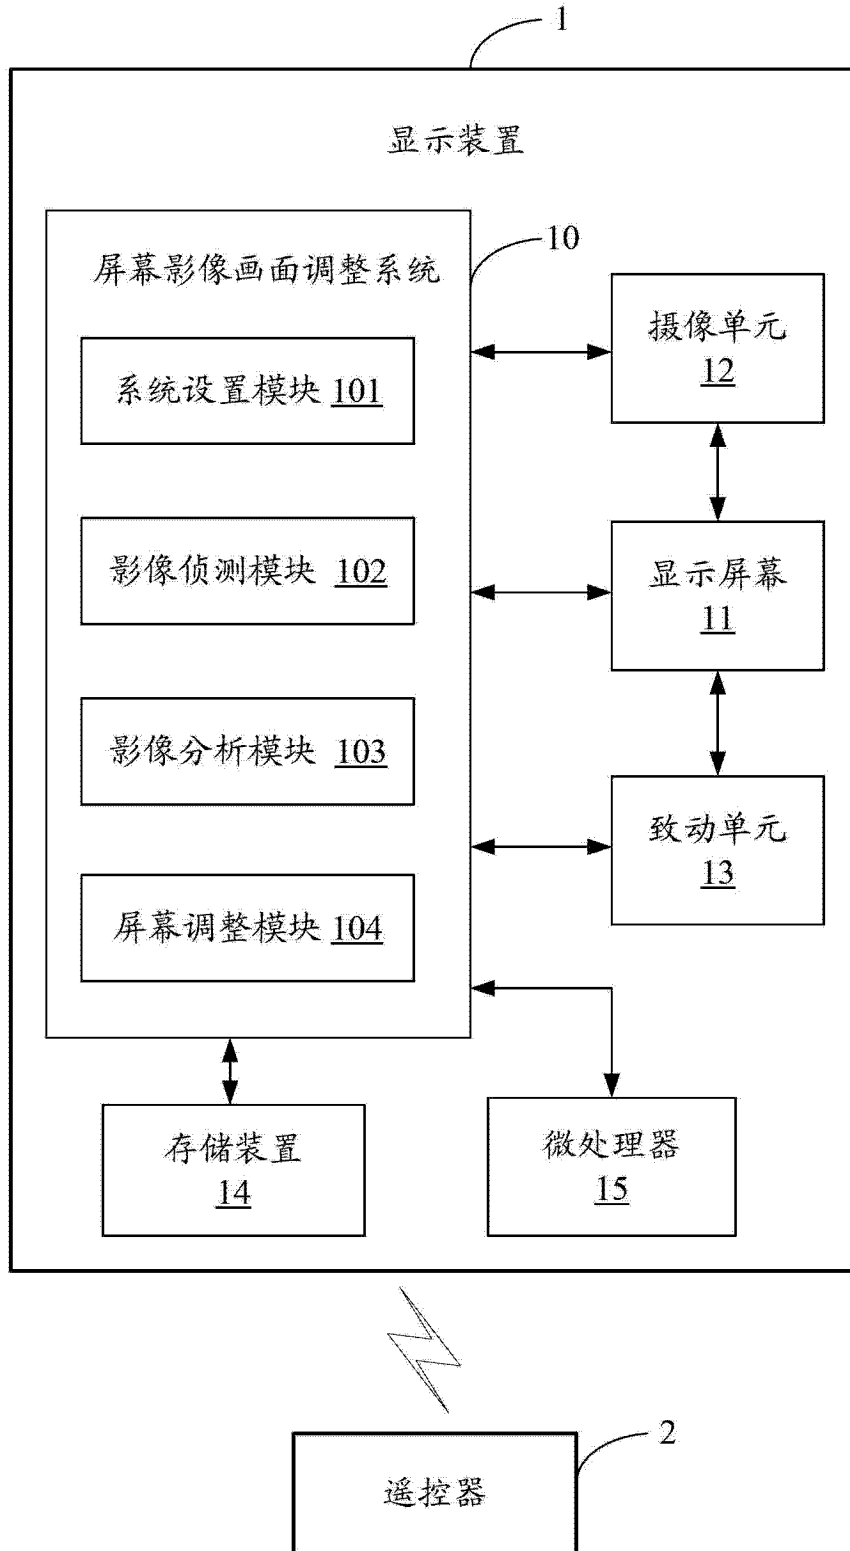 1
显示装置
10
屏幕影像画面调整系统
系统设置模块 101
影像侦测模块 102
影像分析模块 103
屏幕调整模块 104
摄像单元
12
显示屏幕
11
致动单元
13
存储装置
14
微处理器
15
2
遥控器